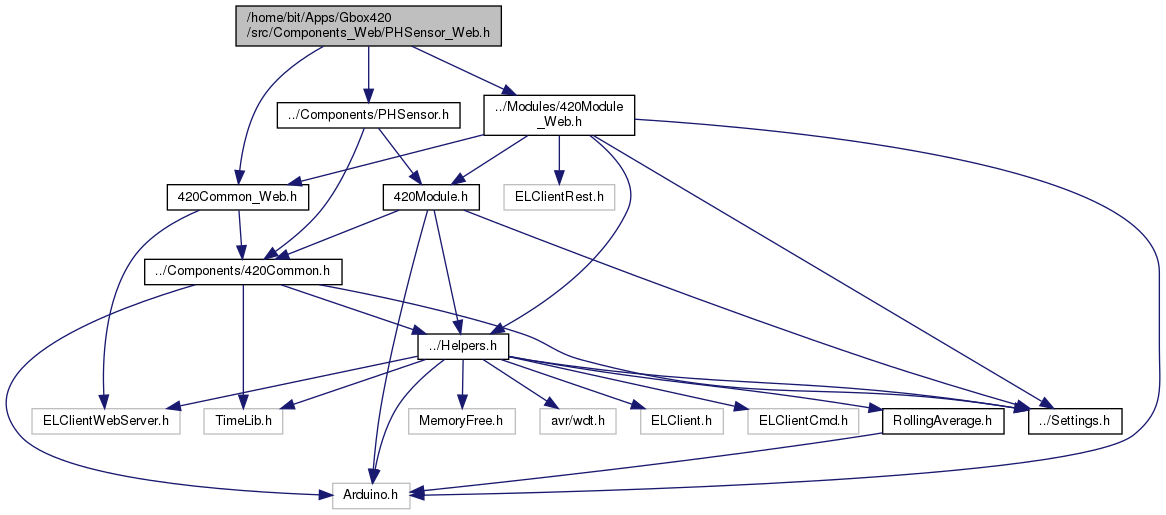 /home/bit/Apps/Gbox420
/src/Components_Web/PHSensor_Web.h
../Components/PHSensor.h
../Modules/420Module
_Web.h
420Common_Web.h
420Module.h
ELClientRest.h
../Components/420Common.h
../Helpers.h
ELClientWebServer.h
TimeLib.h
MemoryFree.h
avr/wdt.h
ELClient.h
ELClientCmd.h
RollingAverage.h
../Settings.h
Arduino.h